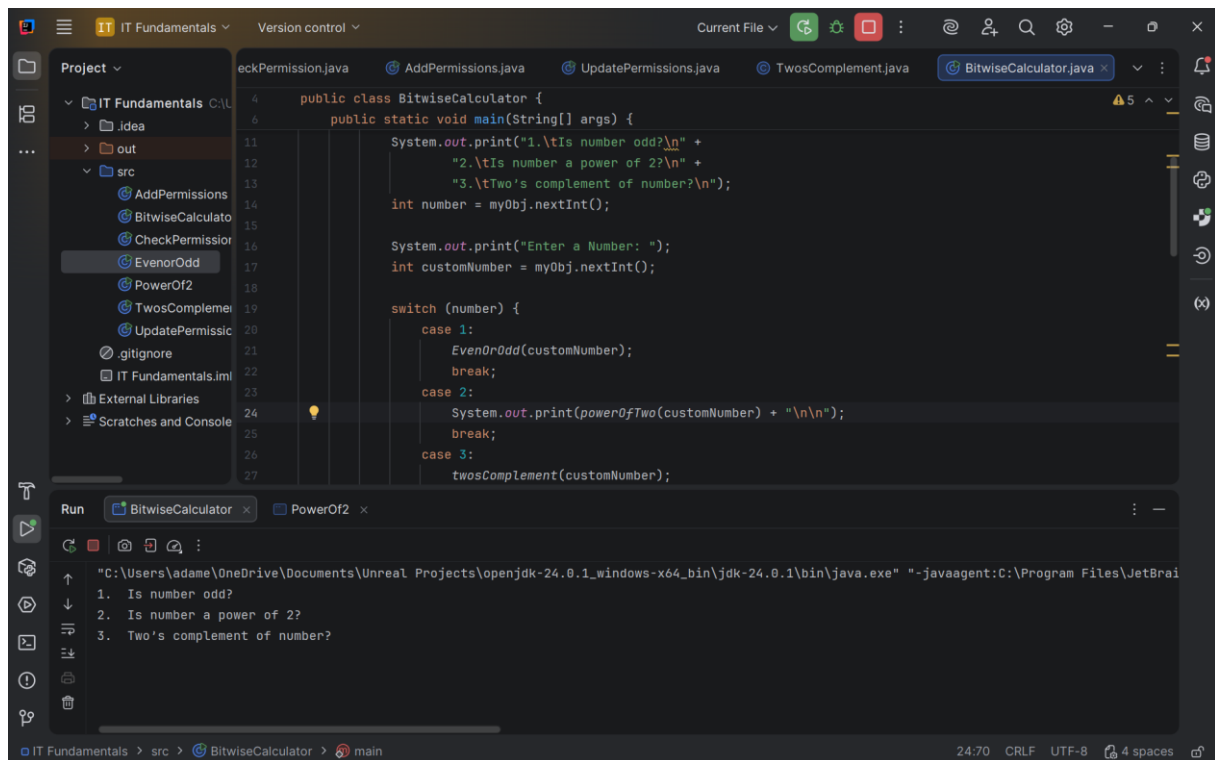 IT IT Fundamentals Version control Current File
Project
eckPermission.java AddPermissions.java UpdatePermissions.java TwosComplement.java BitwiseCalculator.java
IT Fundamentals C:\U
.idea
out
src
AddPermissions
BitwiseCalculato
CheckPermission
EvenorOdd
PowerOf2
TwosComplemen
UpdatePermissic
.gitignore
IT Fundamentals.iml
External Libraries
Scratches and Console
4 public class BitwiseCalculator { 5
6 public static void main(String[] args) {
11 System.out.print("1.\tIs number odd?\n" +
12 "2.\tIs number a power of 2?\n" +
13 "3.\tTwo's complement of number?\n");
14 int number = myObj.nextInt();
15
16 System.out.print("Enter a Number: ");
17 int customNumber = myObj.nextInt();
18
19 switch (number) {
20 case 1:
21 EvenOrOdd(customNumber);
22 break;
23 case 2:
24 System.out.print(powerOfTwo(customNumber) + "\n\n");
25 break;
26 case 3:
27 twosComplement(customNumber);
Run BitwiseCalculator PowerOf2
"C:\Users\adame\OneDrive\Documents\Unreal Projects\openjdk-24.0.1_windows-x64_bin\jdk-24.0.1\bin\java.exe" "-javaagent:C:\Program Files\JetBrai
1. Is number odd?
2. Is number a power of 2?
3. Two's complement of number?
IT Fundamentals > src > BitwiseCalculator > main 24:70 CRLF UTF-8 4 spaces